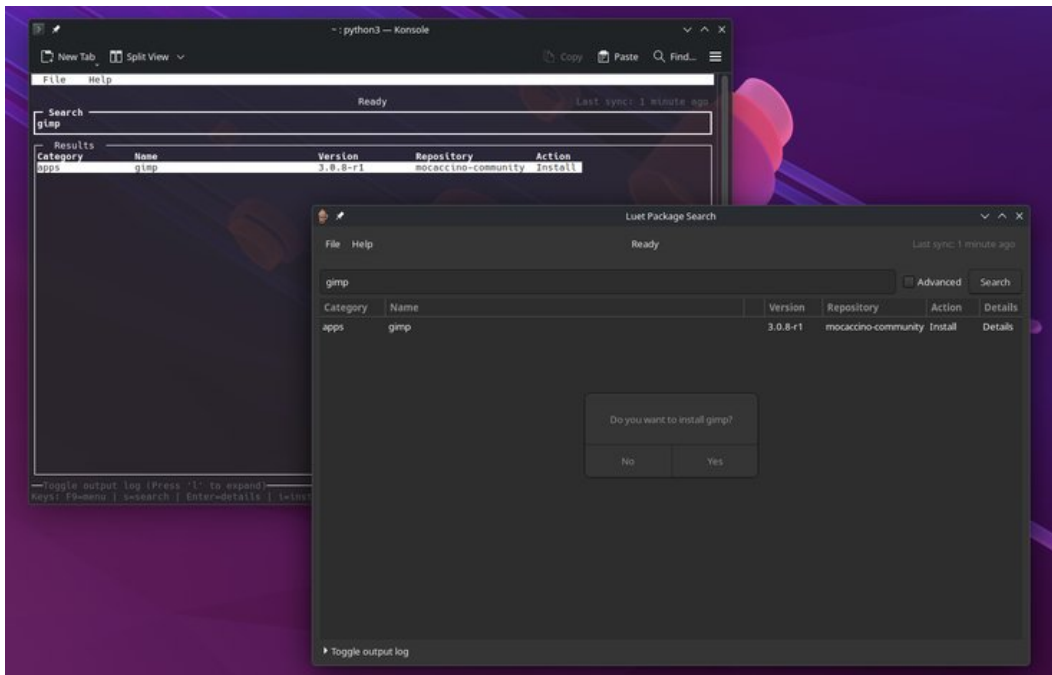 ~ : python3 — Konsole
New Tab Split View Copy Paste Find...
File Help
Ready Last sync: 1 minute ago
Search
gimp
Results
Category Name Version Repository Action
apps gimp 3.0.8-r1 mocaccino-community Install
Toggle output log (Press 'l' to expand)
Keys: F9=menu | s=search | Enter=details | i=inst
Luet Package Search
File Help Ready Last sync: 1 minute ago
gimp Advanced Search
Category Name Version Repository Action Details
apps gimp 3.0.8-r1 mocaccino-community Install Details
Do you want to install gimp?
No Yes
Toggle output log